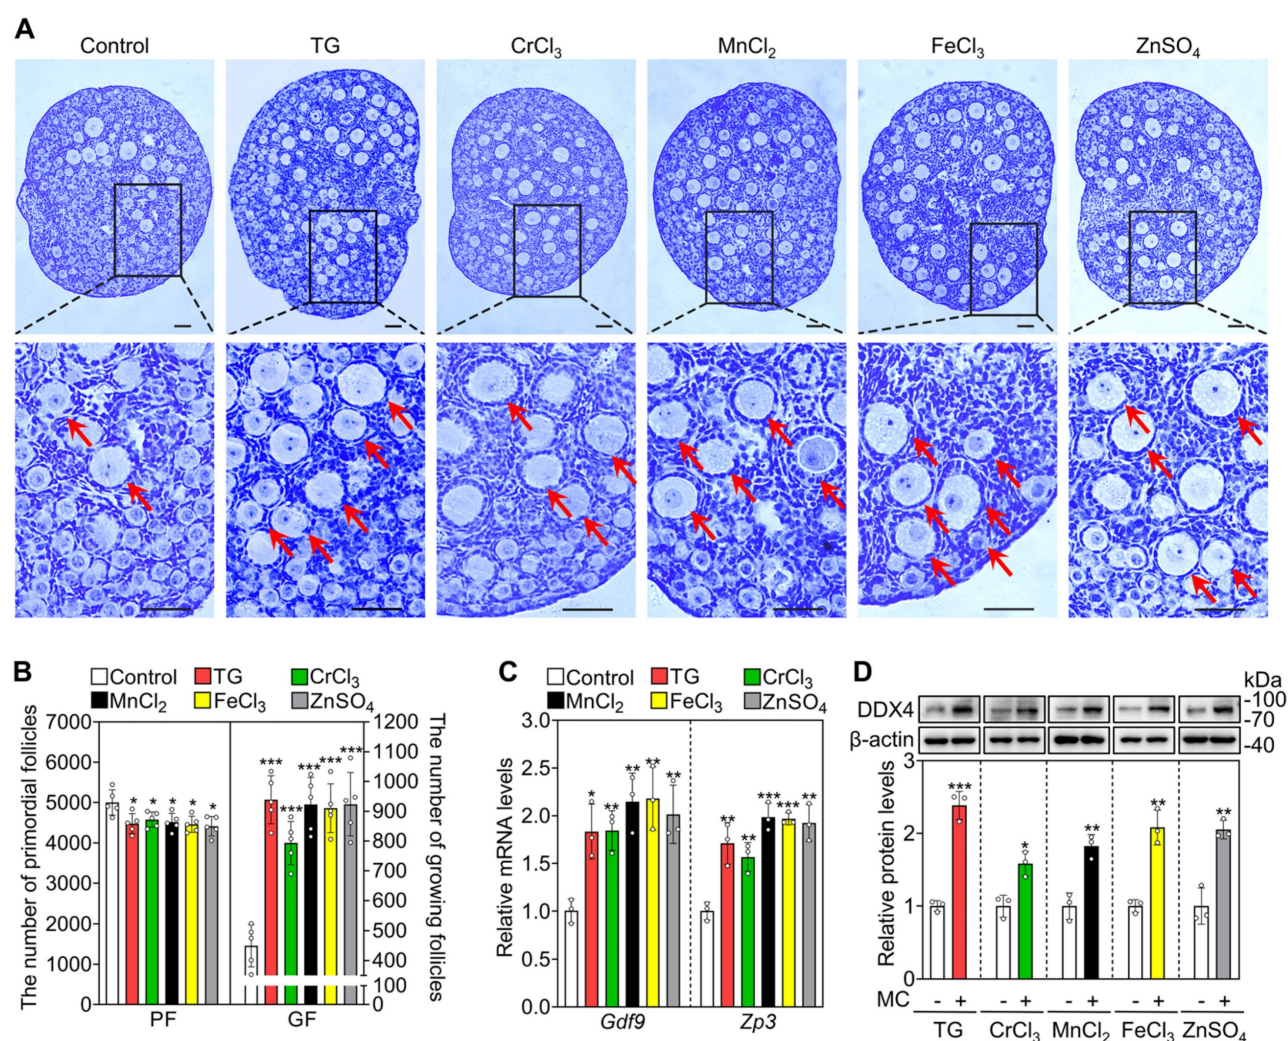 A
Control TG CrCl3 MnCl2 FeCl3 ZnSO4
B
Control TG CrCl3
MnCl2 FeCl3 ZnSO4
The number of primordial follicles
7000
6000
5000
4000
3000
2000
1000
0
* * * * *
*** *** *** *** ***
1200
1100
1000
900
800
700
600
500
400
100
0
The number of growing follicles
PF GF
C
Control TG CrCl3
MnCl2 FeCl3 ZnSO4
Relative mRNA levels
3.0
2.5
2.0
1.5
1.0
0.5
0.0
* ** ** ** **
** ** *** *** **
Gdf9 Zp3
D
kDa
DDX4 -100
-70
β-actin -40
Relative protein levels
3
2
1
0
*** * ** ** **
MC - + - + - + - + - +
TG CrCl3 MnCl2 FeCl3 ZnSO4